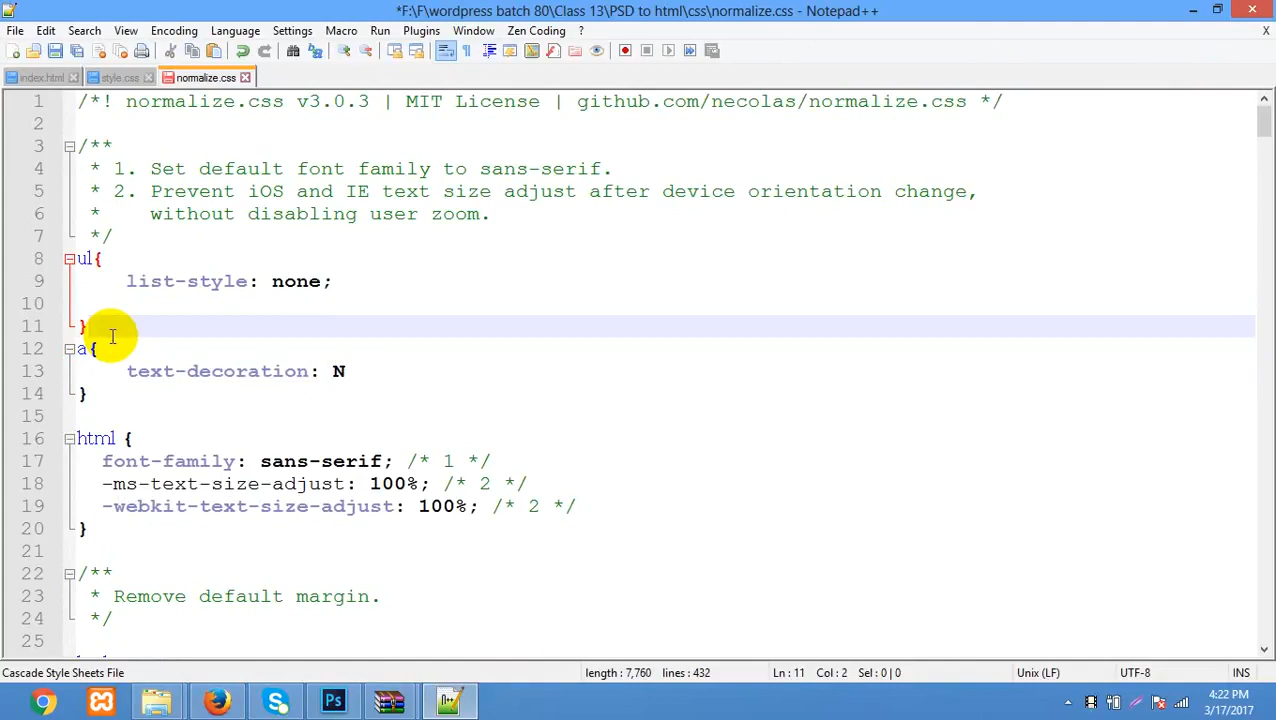 *F:\F\wordpress batch 80\Class 13\PSD to html\css\normalize.css - Notepad++
File Edit Search View Encoding Language Settings Macro Run Plugins Window Zen Coding ? X
index.html style.css normalize.css
1 /*! normalize.css v3.0.3 | MIT License | github.com/necolas/normalize.css */
2
3 /**
4 * 1. Set default font family to sans-serif.
5 * 2. Prevent iOS and IE text size adjust after device orientation change,
6 * without disabling user zoom.
7 */
8 ul{
9 list-style: none;
10
11 }
12 a{
13 text-decoration: N
14 }
15
16 html {
17 font-family: sans-serif; /* 1 */
18 -ms-text-size-adjust: 100%; /* 2 */
19 -webkit-text-size-adjust: 100%; /* 2 */
20 }
21
22 /**
23 * Remove default margin.
24 */
25
Cascade Style Sheets File length : 7,760 lines : 432 Ln : 11 Col : 2 Sel : 0 | 0 Unix (LF) UTF-8 INS
Ps
4:22 PM
3/17/2017